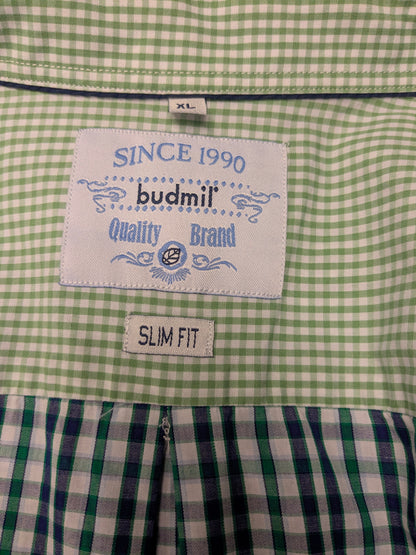 XL
SINCE 1990
budmil
Quality Brand
SLIM FIT